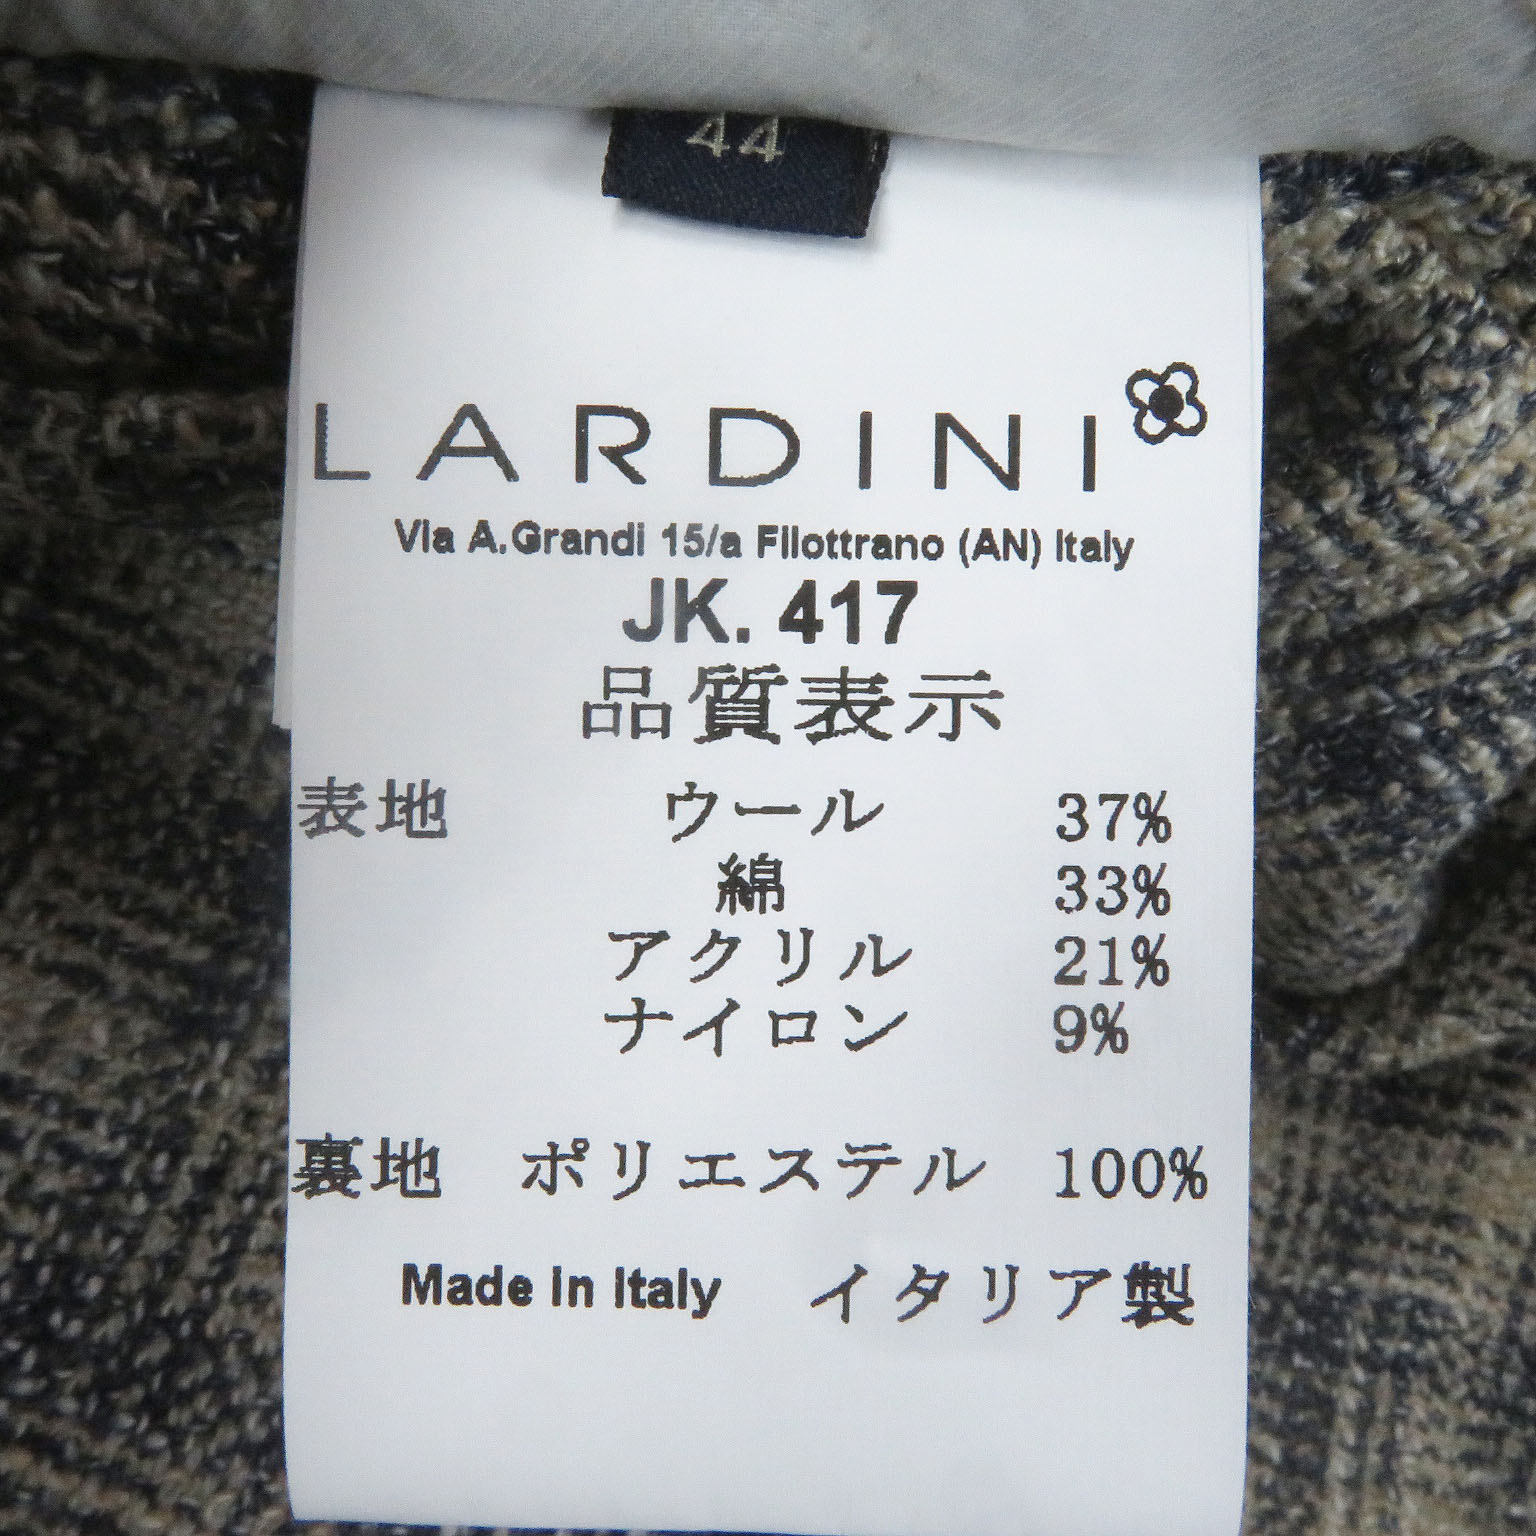 44
LARDINI
Via A.Grandi 15/a Filottrano (AN) Italy
JK. 417
品質表示
表地 ウール 37%
綿 33%
アクリル 21%
ナイロン 9%
裏地 ポリエステル 100%
Made In Italy イタリア製